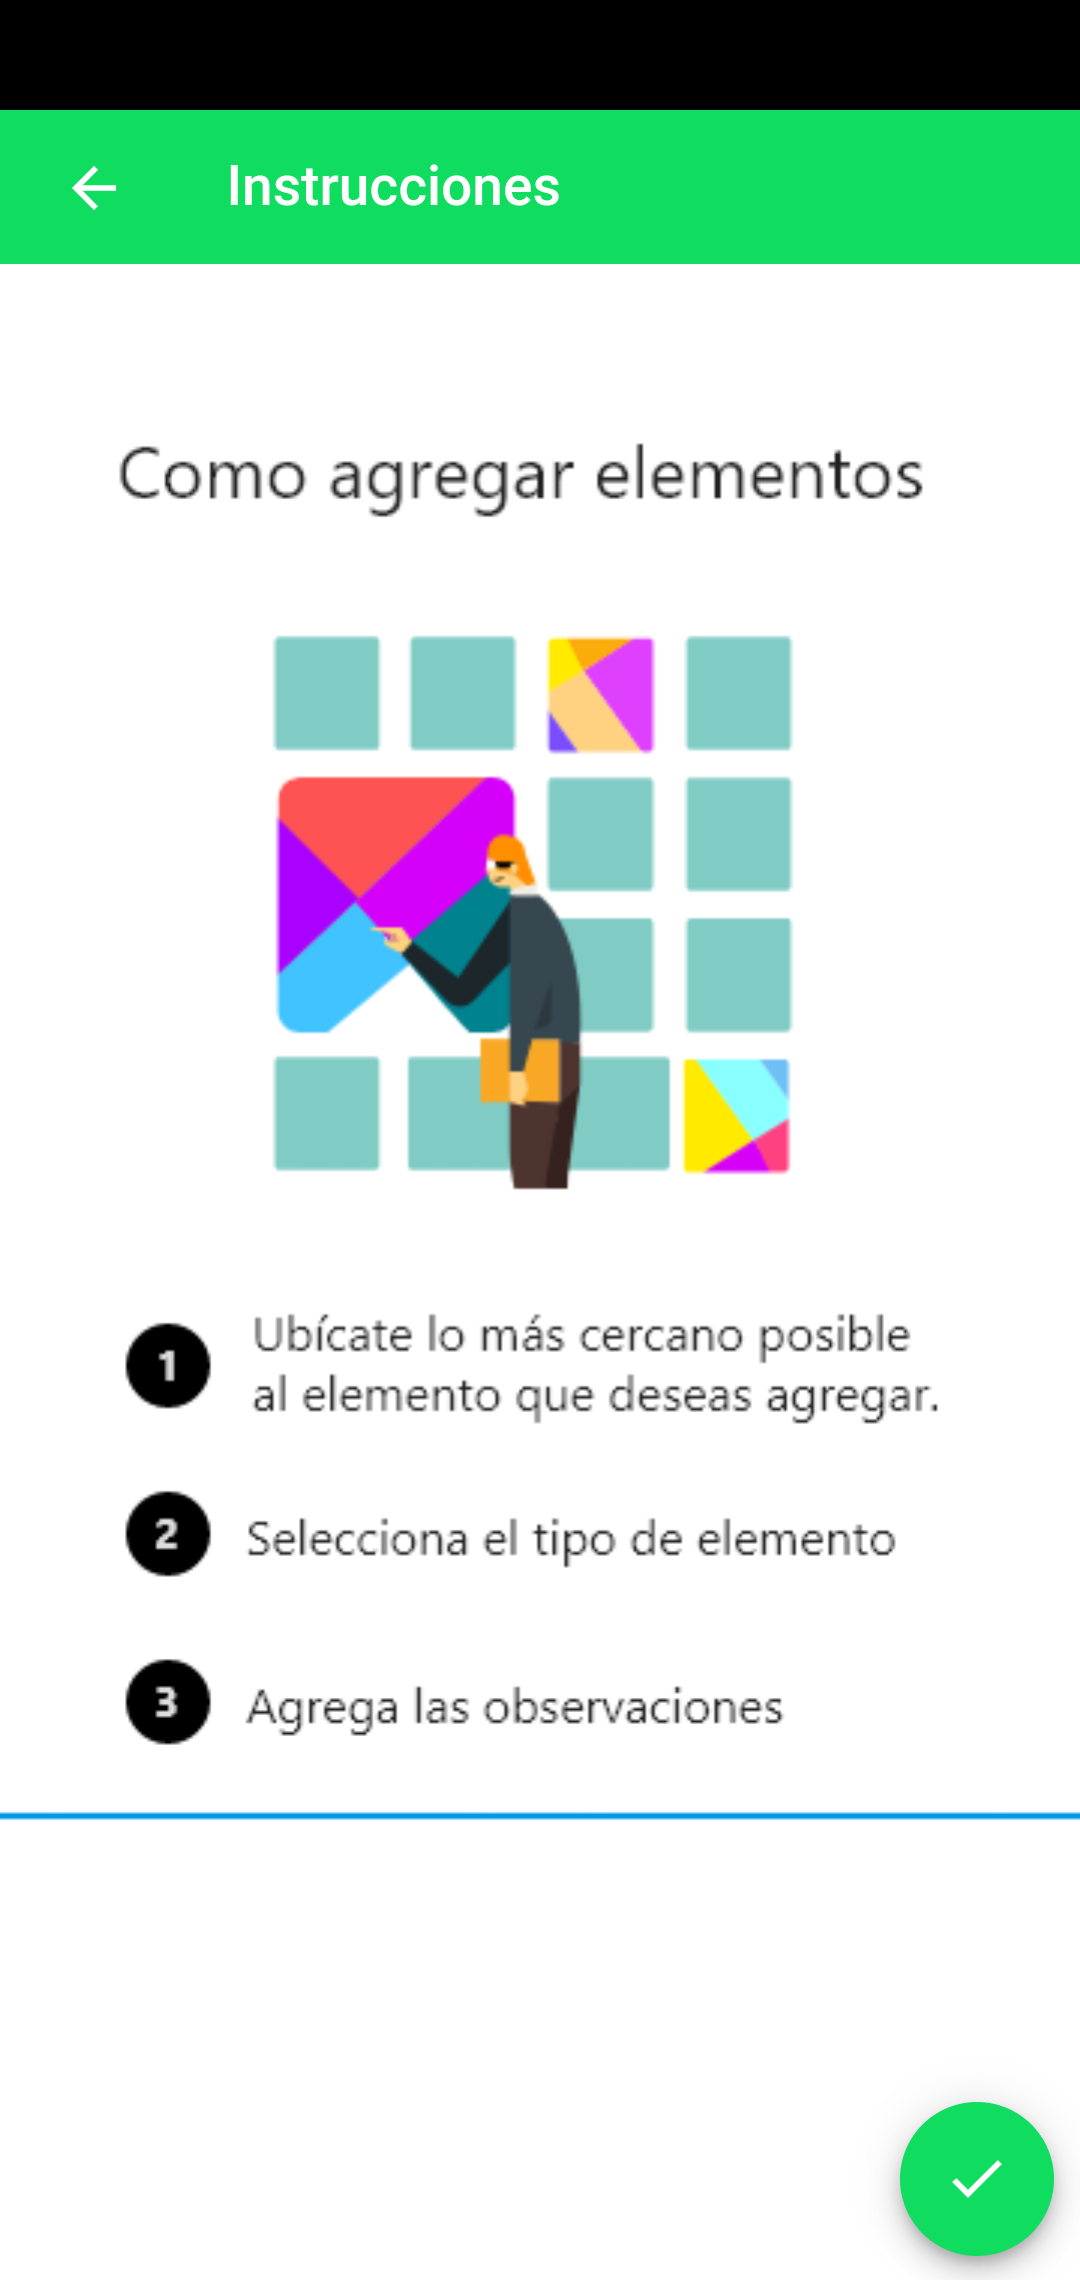 Instrucciones
Como agregar elementos
1 Ubícate lo más cercano posible
al elemento que deseas agregar.
2 Selecciona el tipo de elemento
3 Agrega las observaciones